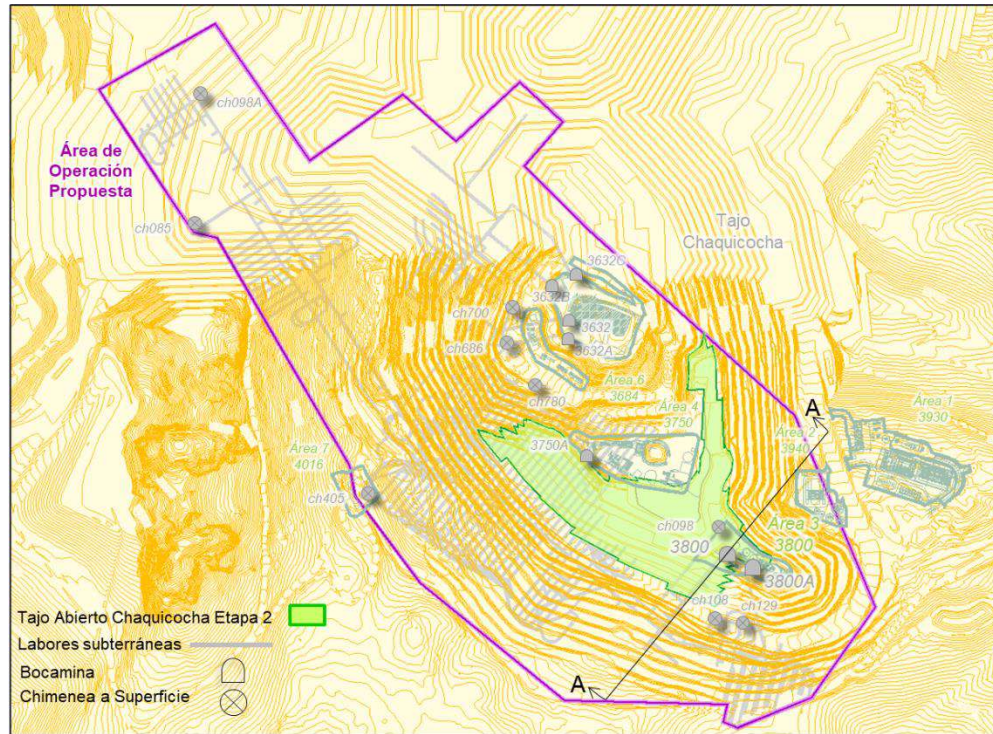 ch098A
Área de
Operación
Propuesta
ch085
Tajo
Chaquicocha
3632C
3632B
ch700
3632
ch686
3632A
Área 6
3684
ch780
Área 4
3750
Área 1
3930
A
Área 2
3940
3750A
Área 7
4016
ch405
ch098
3800
Área 3
3800
3800A
ch108
ch129
Tajo Abierto Chaquicocha Etapa 2
Labores subterráneas
Bocamina
Chimenea a Superficie
A